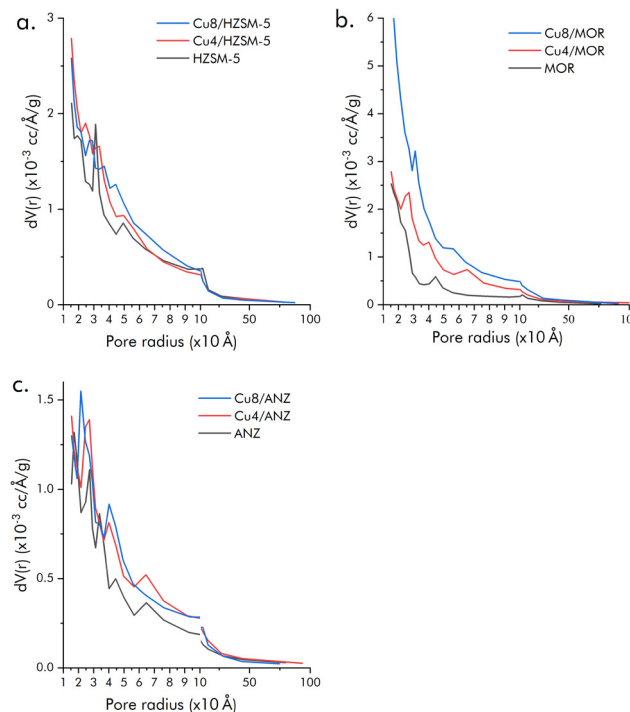 a.
Cu8/HZSM-5
Cu4/HZSM-5
HZSM-5
dV(r) (x10⁻³ cc/Å/g)
3
2
1
0
1 2 3 4 5 6 7 8 9 10 50 100
Pore radius (x10 Å)
b.
Cu8/MOR
Cu4/MOR
MOR
dV(r) (x10⁻³ cc/Å/g)
6
5
4
3
2
1
0
1 2 3 4 5 6 7 8 9 10 50 10
Pore radius (x10 Å)
c.
Cu8/ANZ
Cu4/ANZ
ANZ
dV(r) (x10⁻³ cc/Å/g)
1.5
1.0
0.5
0.0
1 2 3 4 5 6 7 8 9 10 50 100
Pore radius (x10 Å)